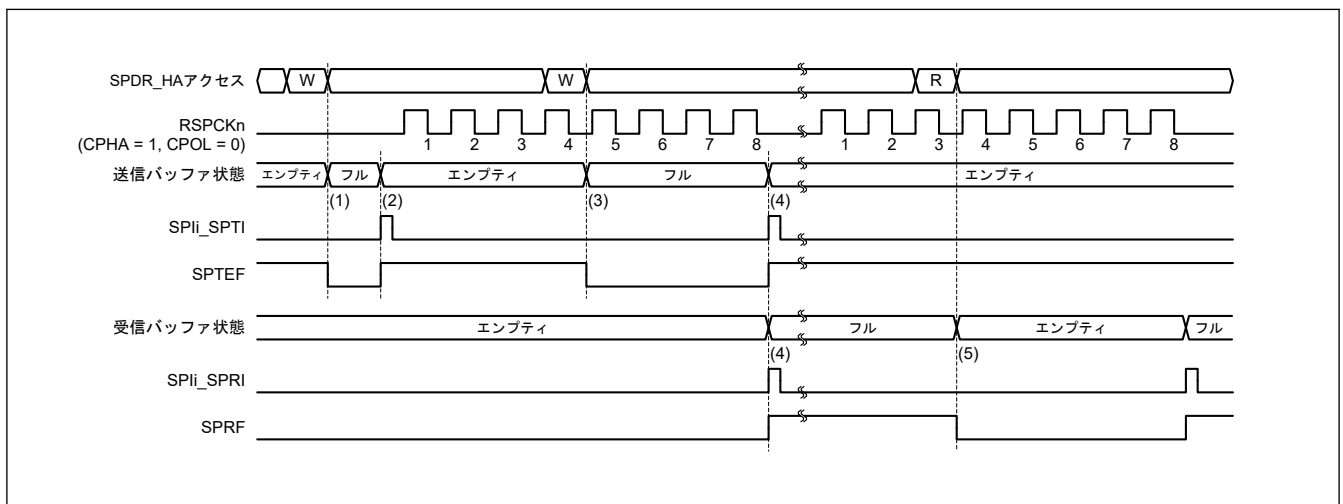 SPDR_HAアクセス W W R
RSPCKn
(CPHA = 1, CPOL = 0)
1 2 3 4 5 6 7 8 1 2 3 4 5 6 7 8
送信バッファ状態 エンプティ フル エンプティ フル エンプティ
(1) (2) (3) (4)
SPIi_SPTI
SPTEF
受信バッファ状態 エンプティ フル エンプティ フル
(4) (5)
SPIi_SPRI
SPRF